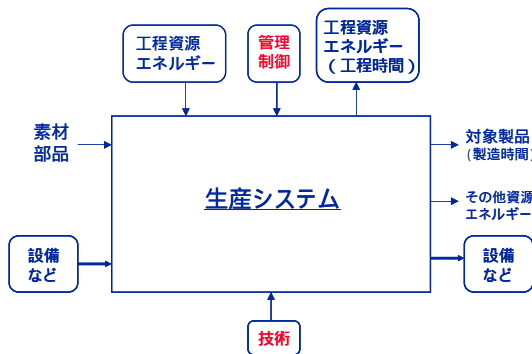 工程資源
エネルギー
管理
制御
工程資源
エネルギー
（工程時間）
素材
部品
生産システム
対象製品
(製造時間)
その他資源
エネルギー
設備
など
設備
など
技術